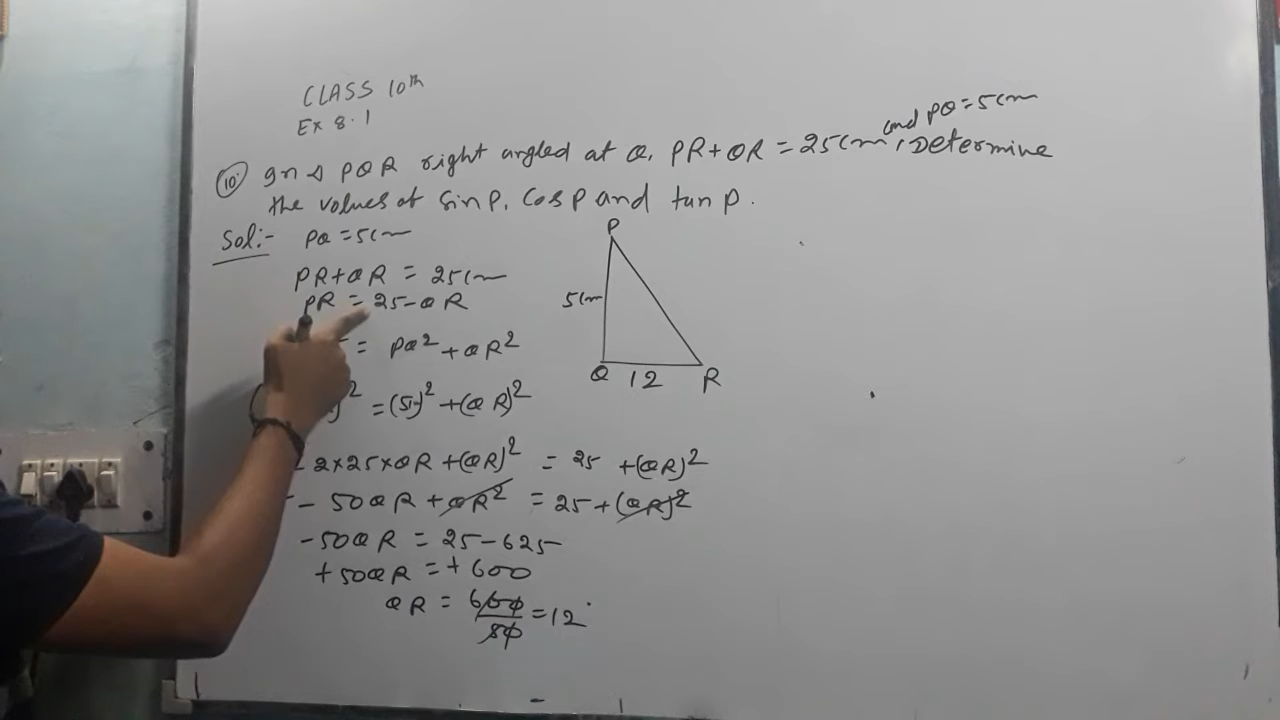 CLASS 10th
Ex 8.1
and PQ = 5cm
10. In Δ PQR right angled at Q, PR + QR = 25cm, Determine
the values of sin P, Cos P and tan P.
Sol:- PQ = 5cm
PR + QR = 25cm
PR = 25 - QR
= PQ² + QR²
² = (5)² + (QR)²
- 2×25×QR + (QR)² = 25 + (QR)²
- 50QR + QR² = 25 + (QR)²
- 50QR = 25 - 625
+ 50QR = + 600
QR = 600/50 = 12
P
5cm
Q 12 R